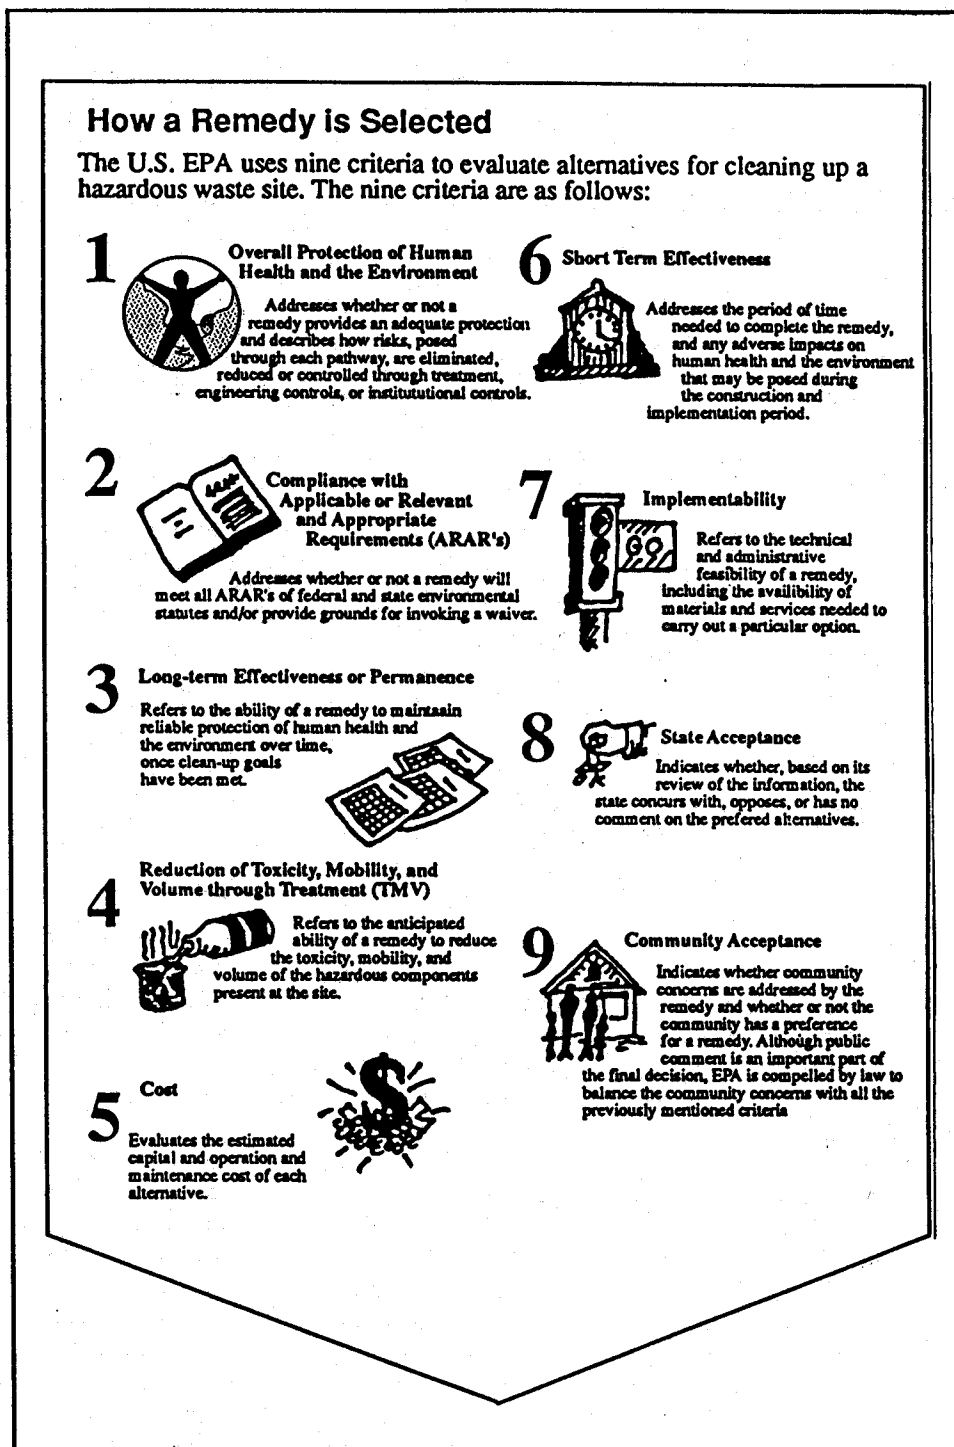 How a Remedy is Selected
The U.S. EPA uses nine criteria to evaluate alternatives for cleaning up a
hazardous waste site. The nine criteria are as follows:
1
Overall Protection of Human
Health and the Environment
Addresses whether or not a
remedy provides an adequate protection
and describes how risks, posed
through each pathway, are eliminated,
reduced or controlled through treatment,
engineering controls, or institututional controls.
2
Compliance with
Applicable or Relevant
and Appropriate
Requirements (ARAR's)
Addresses whether or not a remedy will
meet all ARAR's of federal and state environmental
statutes and/or provide grounds for invoking a waiver.
3
Long-term Effectiveness or Permanence
Refers to the ability of a remedy to maintaain
reliable protection of human health and
the environment over time,
once clean-up goals
have been met.
4
Reduction of Toxicity, Mobility, and
Volume through Treatment (TMV)
Refers to the anticipated
ability of a remedy to reduce
the toxicity, mobility, and
volume of the hazardous components
present at the site.
5
Cost
Evaluates the estimated
capital and operation and
maintenance cost of each
alternative.
6
Short Term Effectiveness
Addresses the period of time
needed to complete the remedy,
and any adverse impacts on
human health and the environment
that may be posed during
the construction and
implementation period.
7
Implementability
GO
Refers to the technical
and administrative
feasibility of a remedy,
including the availibility of
materials and services needed to
carry out a particular option.
8
State Acceptance
Indicates whether, based on its
review of the information, the
state concurs with, opposes, or has no
comment on the prefered alternatives.
9
Community Acceptance
Indicates whether community
concerns are addressed by the
remedy and whether or not the
community has a preference
for a remedy. Although public
comment is an important part of
the final decision, EPA is compelled by law to
balance the community concerns with all the
previously mentioned criteria